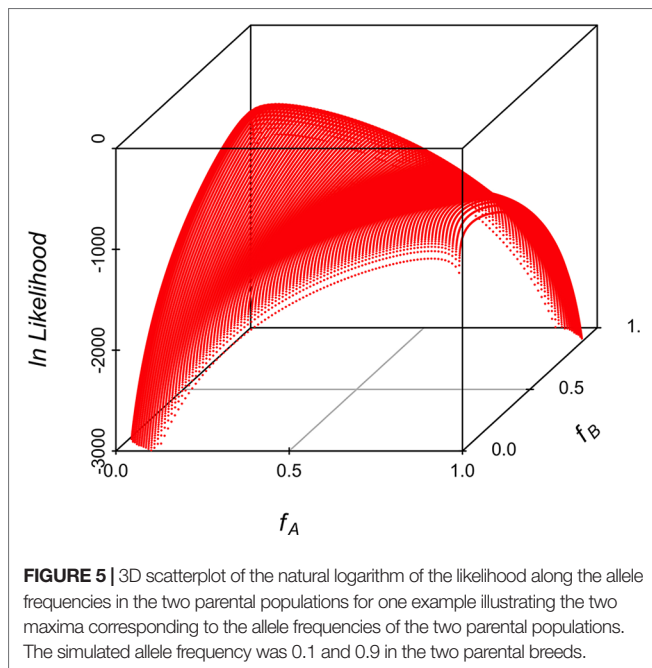 0
-1000
-2000
-3000
ln Likelihood
0.0
0.5
1.0
f_A
0.0
0.5
1.
f_B
FIGURE 5 | 3D scatterplot of the natural logarithm of the likelihood along the allele
frequencies in the two parental populations for one example illustrating the two
maxima corresponding to the allele frequencies of the two parental populations.
The simulated allele frequency was 0.1 and 0.9 in the two parental breeds.